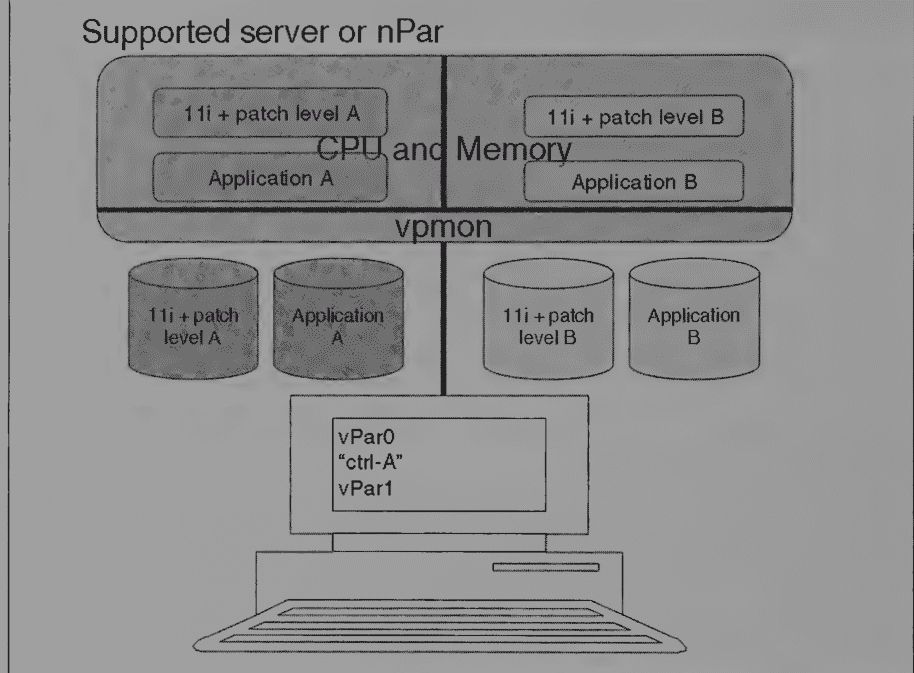 Supported server or nPar
11i + patch level A
11i + patch level B
CPU and Memory
Application A
Application B
vpmon
11i + patch
level A
Application
A
11i + patch
level B
Application
B
vPar0
“ctrl-A”
vPar1